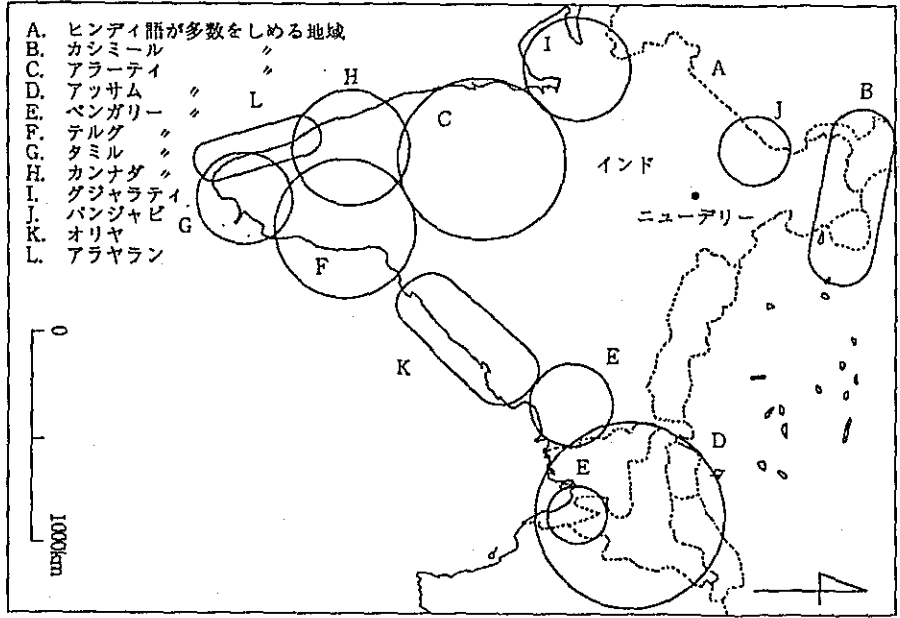 A. ヒンディ語が多数をしめる地域
B. カシミール 〃
C. アラーティ 〃
D. アッサム 〃
E. ベンガリー 〃
F. テルグ 〃
G. タミル 〃
H. カンナダ 〃
I. グジャラティ
J. パンジャビ
K. オリヤ
L. アラヤラン
I
A
B
H
L
C
J
インド
ニューデリー
G
F
K
E
D
E
0
1000km